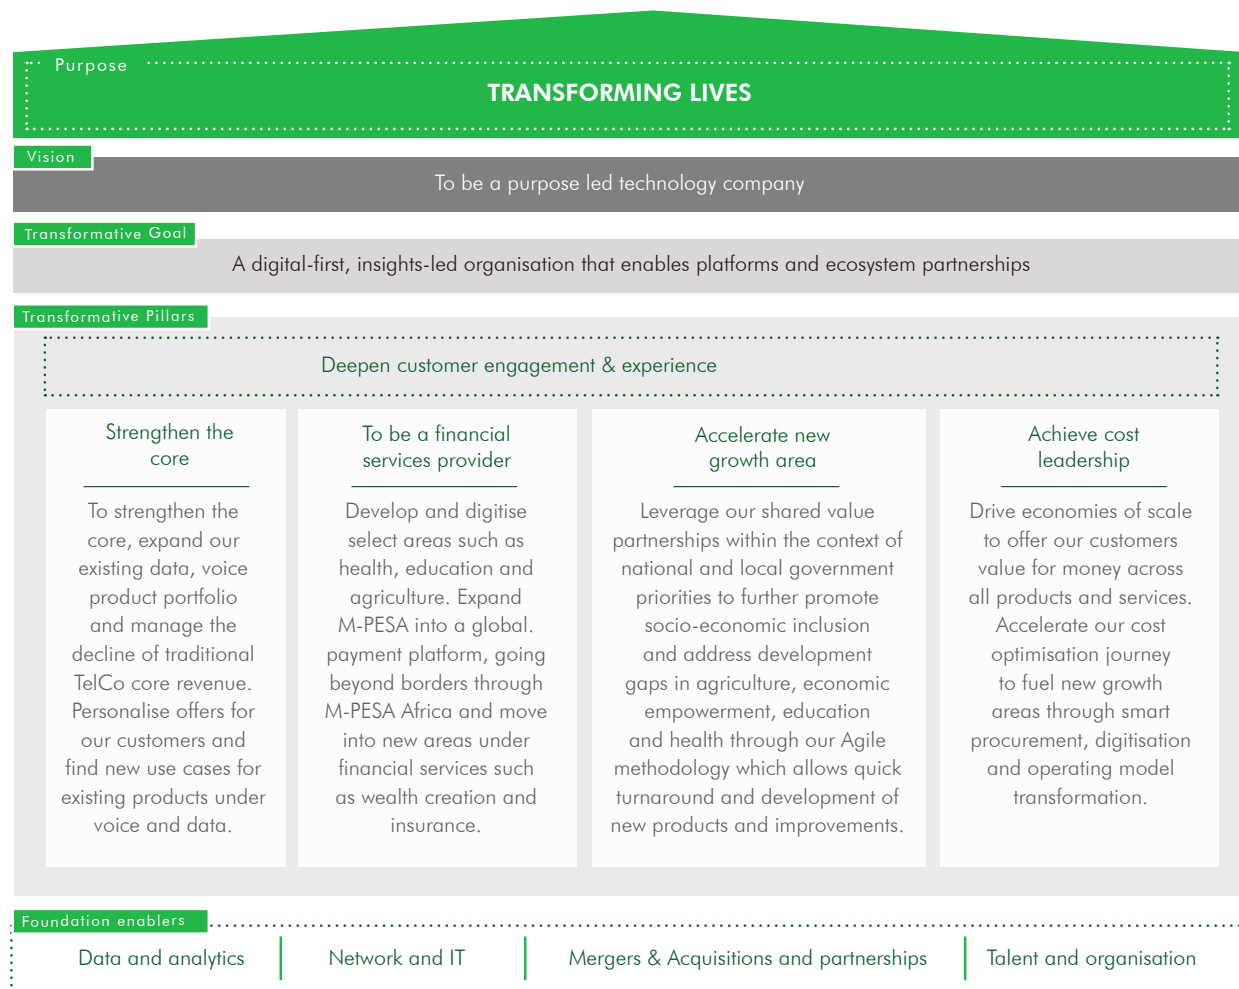 Purpose
TRANSFORMING LIVES
Vision
To be a purpose led technology company
Transformative Goal
A digital-first, insights-led organisation that enables platforms and ecosystem partnerships
Transformative Pillars
Deepen customer engagement & experience
Strengthen the
core
To strengthen the
core, expand our
existing data, voice
product portfolio
and manage the
decline of traditional
TelCo core revenue.
Personalise offers for
our customers and
find new use cases for
existing products under
voice and data.
To be a financial
services provider
Develop and digitise
select areas such as
health, education and
agriculture. Expand
M-PESA into a global.
payment platform, going
beyond borders through
M-PESA Africa and move
into new areas under
financial services such
as wealth creation and
insurance.
Accelerate new
growth area
Leverage our shared value
partnerships within the context of
national and local government
priorities to further promote
socio-economic inclusion
and address development
gaps in agriculture, economic
empowerment, education
and health through our Agile
methodology which allows quick
turnaround and development of
new products and improvements.
Achieve cost
leadership
Drive economies of scale
to offer our customers
value for money across
all products and services.
Accelerate our cost
optimisation journey
to fuel new growth
areas through smart
procurement, digitisation
and operating model
transformation.
Foundation enablers
Data and analytics
Network and IT
Mergers & Acquisitions and partnerships
Talent and organisation